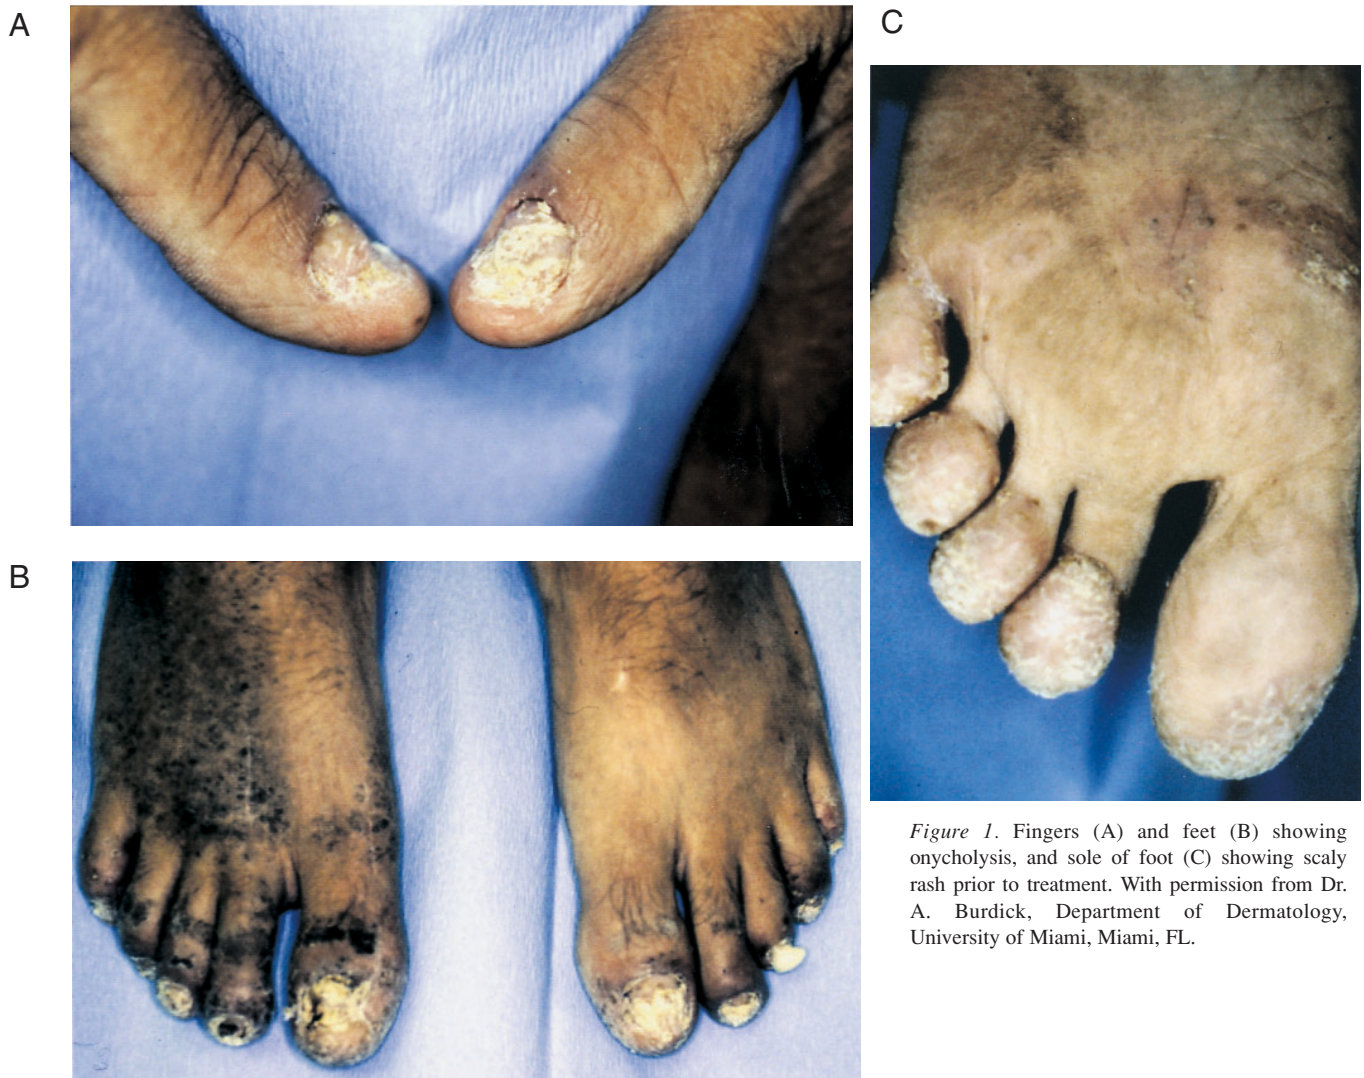 A
C
B
Figure 1. Fingers (A) and feet (B) showing
onycholysis, and sole of foot (C) showing scaly
rash prior to treatment. With permission from Dr.
A. Burdick, Department of Dermatology,
University of Miami, Miami, FL.